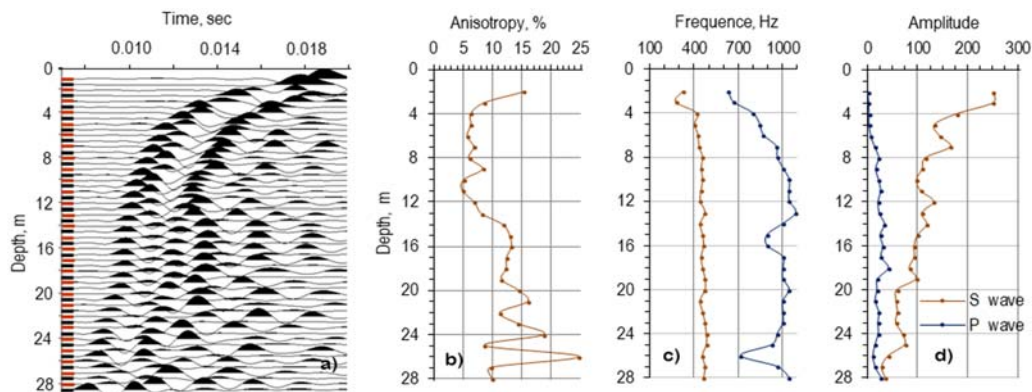 Time, sec
0.010 0.014 0.018
Depth, m
0
4
8
12
16
20
24
28
a)
Anisotropy, %
0 5 10 15 20 25
0
4
8
12
16
20
24
28
b)
Frequence, Hz
100 400 700 1000
0
4
8
12
16
20
24
28
c)
Amplitude
0 100 200 300
0
4
8
12
16
20
24
28
S wave
P wave
d)